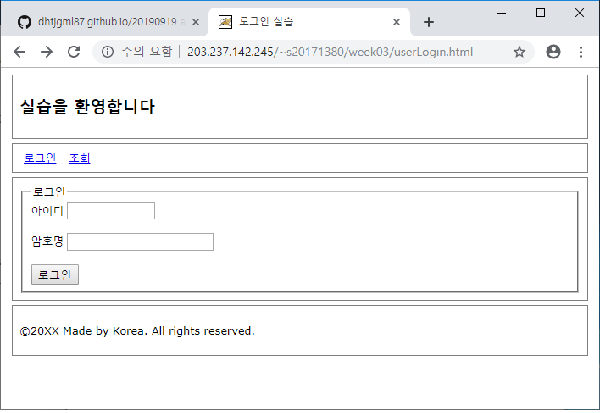 dhtjgml87.github.io/20190919-a
로그인 실습
주의 요함 | 203.237.142.245/~s20171380/week03/userLogin.html
실습을 환영합니다
로그인 조회
로그인
아이디
암호명
로그인
©20XX Made by Korea. All rights reserved.